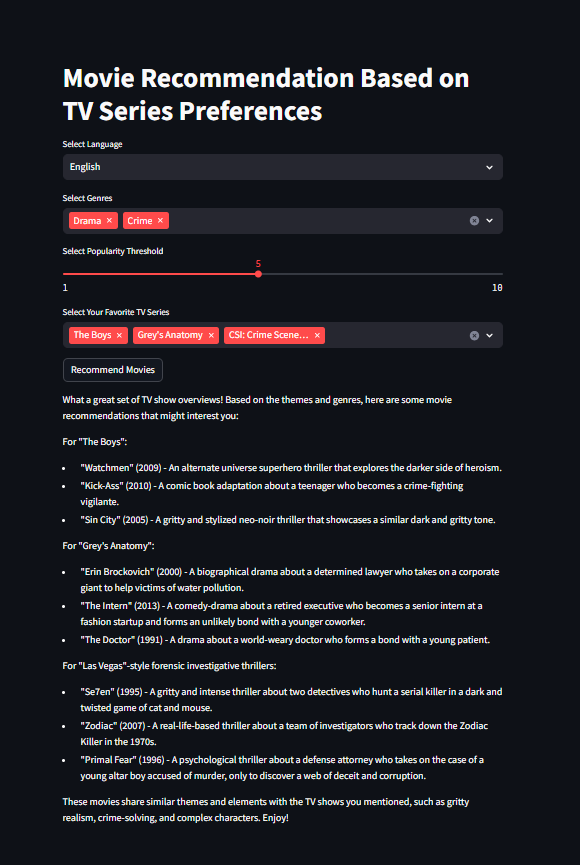 Movie Recommendation Based on
TV Series Preferences
Select Language
English
Select Genres
Drama × Crime ×
Select Popularity Threshold
5
1 10
Select Your Favorite TV Series
The Boys × Grey's Anatomy × CSI: Crime Scene... ×
Recommend Movies
What a great set of TV show overviews! Based on the themes and genres, here are some movie
recommendations that might interest you:
For "The Boys":
• "Watchmen" (2009) - An alternate universe superhero thriller that explores the darker side of heroism.
• "Kick-Ass" (2010) - A comic book adaptation about a teenager who becomes a crime-fighting
vigilante.
• "Sin City" (2005) - A gritty and stylized neo-noir thriller that showcases a similar dark and gritty tone.
For "Grey's Anatomy":
• "Erin Brockovich" (2000) - A biographical drama about a determined lawyer who takes on a corporate
giant to help victims of water pollution.
• "The Intern" (2013) - A comedy-drama about a retired executive who becomes a senior intern at a
fashion startup and forms an unlikely bond with a younger coworker.
• "The Doctor" (1991) - A drama about a world-weary doctor who forms a bond with a young patient.
For "Las Vegas"-style forensic investigative thrillers:
• "Se7en" (1995) - A gritty and intense thriller about two detectives who hunt a serial killer in a dark and
twisted game of cat and mouse.
• "Zodiac" (2007) - A real-life-based thriller about a team of investigators who track down the Zodiac
Killer in the 1970s.
• "Primal Fear" (1996) - A psychological thriller about a defense attorney who takes on the case of a
young altar boy accused of murder, only to discover a web of deceit and corruption.
These movies share similar themes and elements with the TV shows you mentioned, such as gritty
realism, crime-solving, and complex characters. Enjoy!